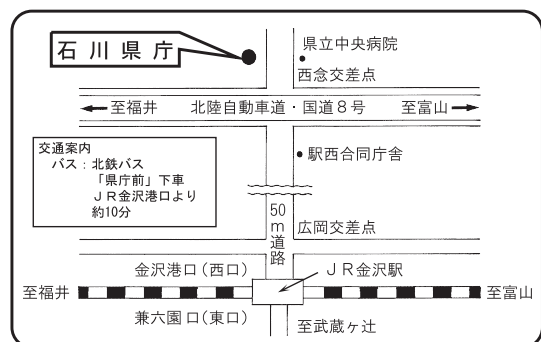 石川県庁
県立中央病院
西念交差点
至福井 北陸自動車道・国道８号 至富山
交通案内
バス：北鉄バス
「県庁前」下車
ＪＲ金沢港口より
約10分
駅西合同庁舎
50m道路
広岡交差点
金沢港口（西口）
ＪＲ金沢駅
至福井
至富山
兼六園口（東口）
至武蔵ヶ辻